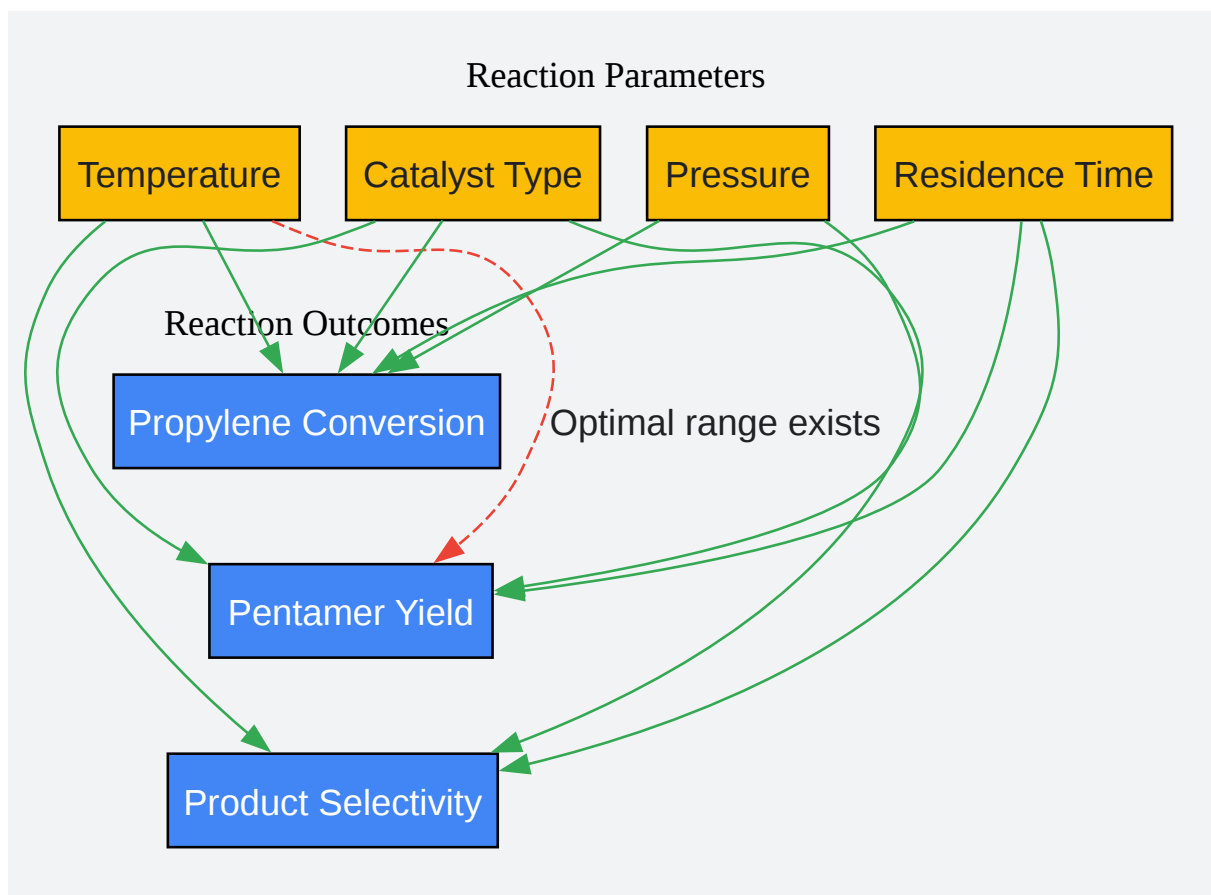 Reaction Parameters
Temperature
Catalyst Type
Pressure
Residence Time
Reaction Outcomes
Propylene Conversion
Optimal range exists
Pentamer Yield
Product Selectivity